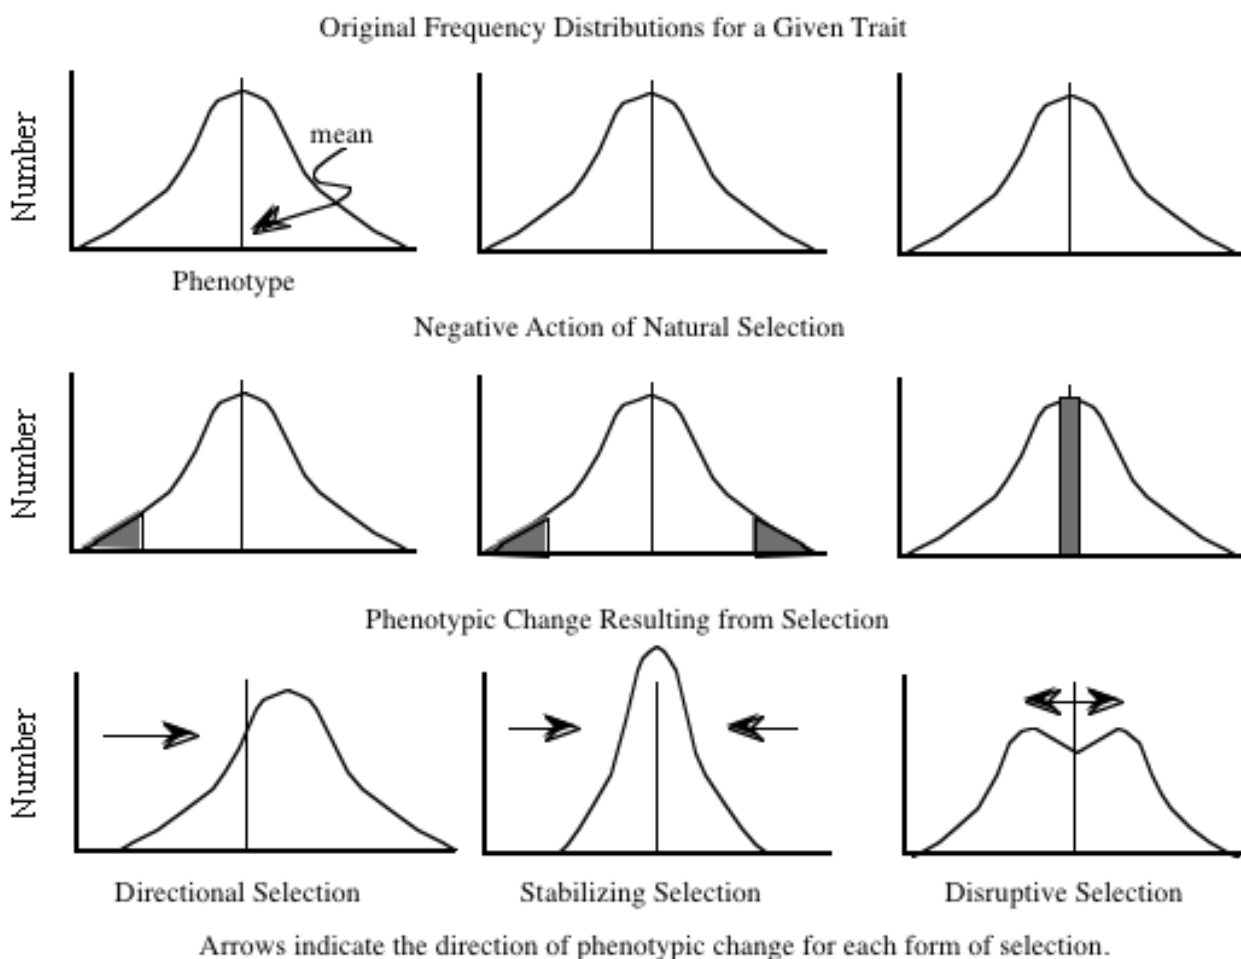 Original Frequency Distributions for a Given Trait
Number
mean
Phenotype
Negative Action of Natural Selection
Number
Phenotypic Change Resulting from Selection
Number
Directional Selection
Stabilizing Selection
Disruptive Selection
Arrows indicate the direction of phenotypic change for each form of selection.